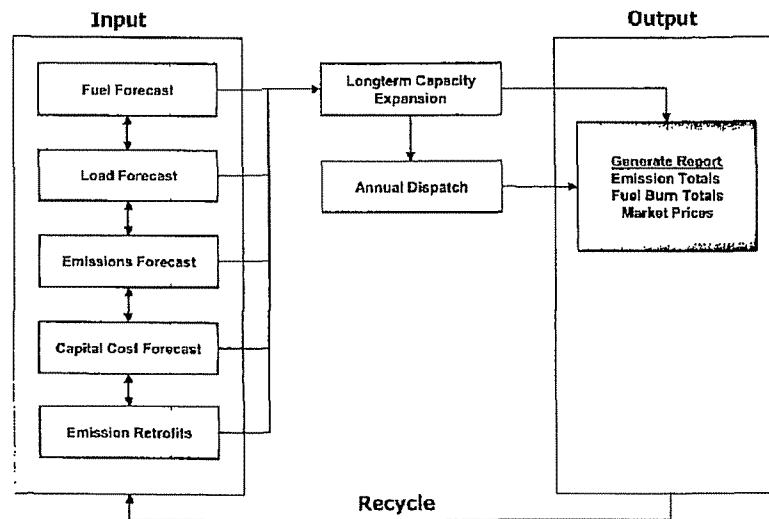 Input
Output
Fuel Forecast
Load Forecast
Emissions Forecast
Capital Cost Forecast
Emission Retrofits
Longterm Capacity
Expansion
Annual Dispatch
Generate Report
Emission Totals
Fuel Burn Totals
Market Prices
Recycle